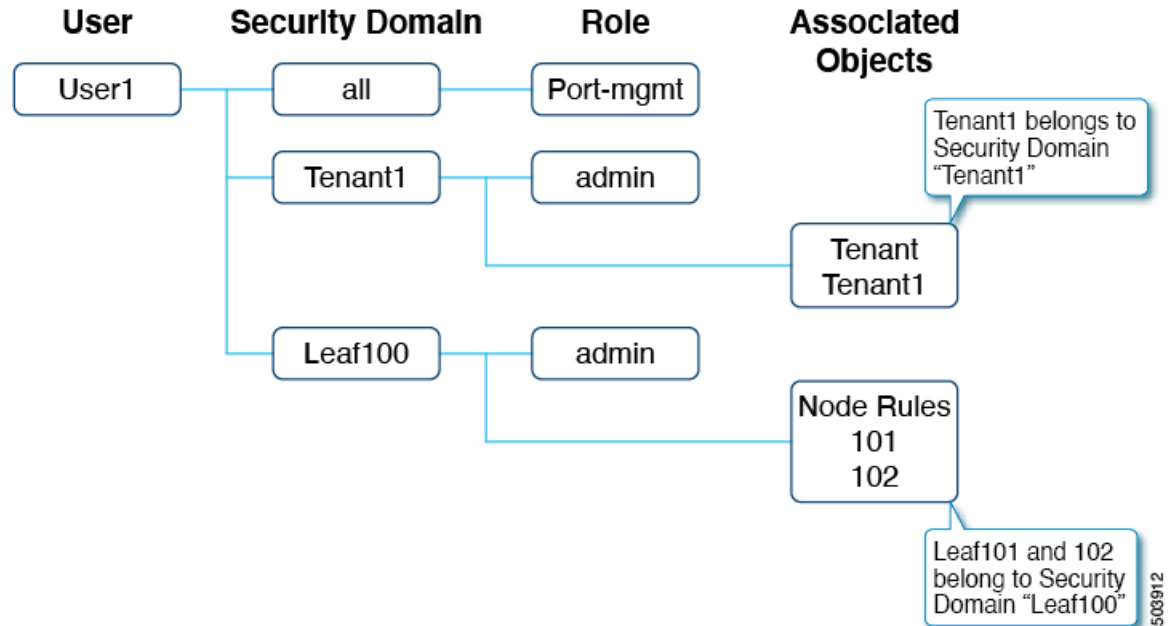 User
Security Domain
Role
Associated
Objects
User1
all
Port-mgmt
Tenant1 belongs to
Security Domain
“Tenant1”
Tenant1
admin
Tenant
Tenant1
Leaf100
admin
Node Rules
101
102
Leaf101 and 102
belong to Security
Domain “Leaf100”
503912